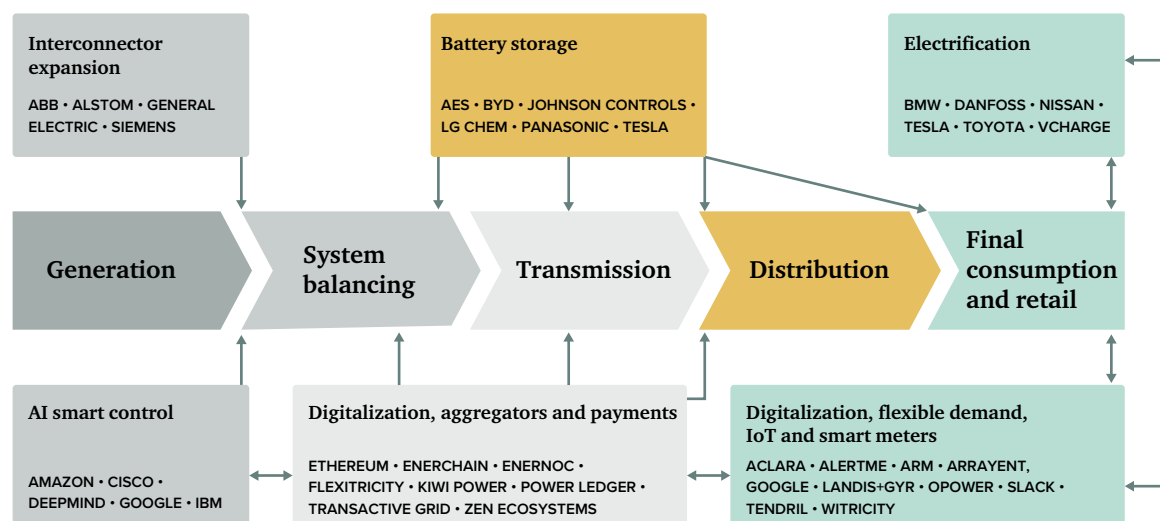 Interconnector
expansion
ABB • ALSTOM • GENERAL
ELECTRIC • SIEMENS
Battery storage
AES • BYD • JOHNSON CONTROLS •
LG CHEM • PANASONIC • TESLA
Electrification
BMW • DANFOSS • NISSAN •
TESLA • TOYOTA • VCHARGE
Generation
System
balancing
Transmission
Distribution
Final
consumption
and retail
AI smart control
AMAZON • CISCO •
DEEPMIND • GOOGLE • IBM
Digitalization, aggregators and payments
ETHEREUM • ENERCHAIN • ENERNOC •
FLEXITRICITY • KIWI POWER • POWER LEDGER •
TRANSACTIVE GRID • ZEN ECOSYSTEMS
Digitalization, flexible demand,
IoT and smart meters
ACLARA • ALERTME • ARM • ARRAYENT,
GOOGLE • LANDIS+GYR • OPOWER • SLACK •
TENDRIL • WITRICITY